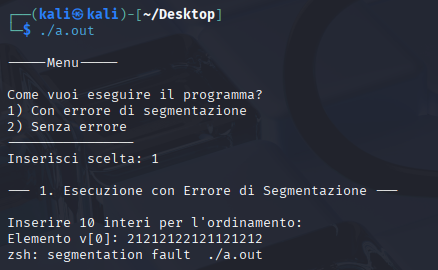 ┌──(kali㉿kali)-[~/Desktop]
└─$ ./a.out
-----Menu-----
Come vuoi eseguire il programma?
1) Con errore di segmentazione
2) Senza errore
----------------
Inserisci scelta: 1
--- 1. Esecuzione con Errore di Segmentazione ---
Inserire 10 interi per l'ordinamento:
Elemento v[0]: 21212122121121212
zsh: segmentation fault  ./a.out